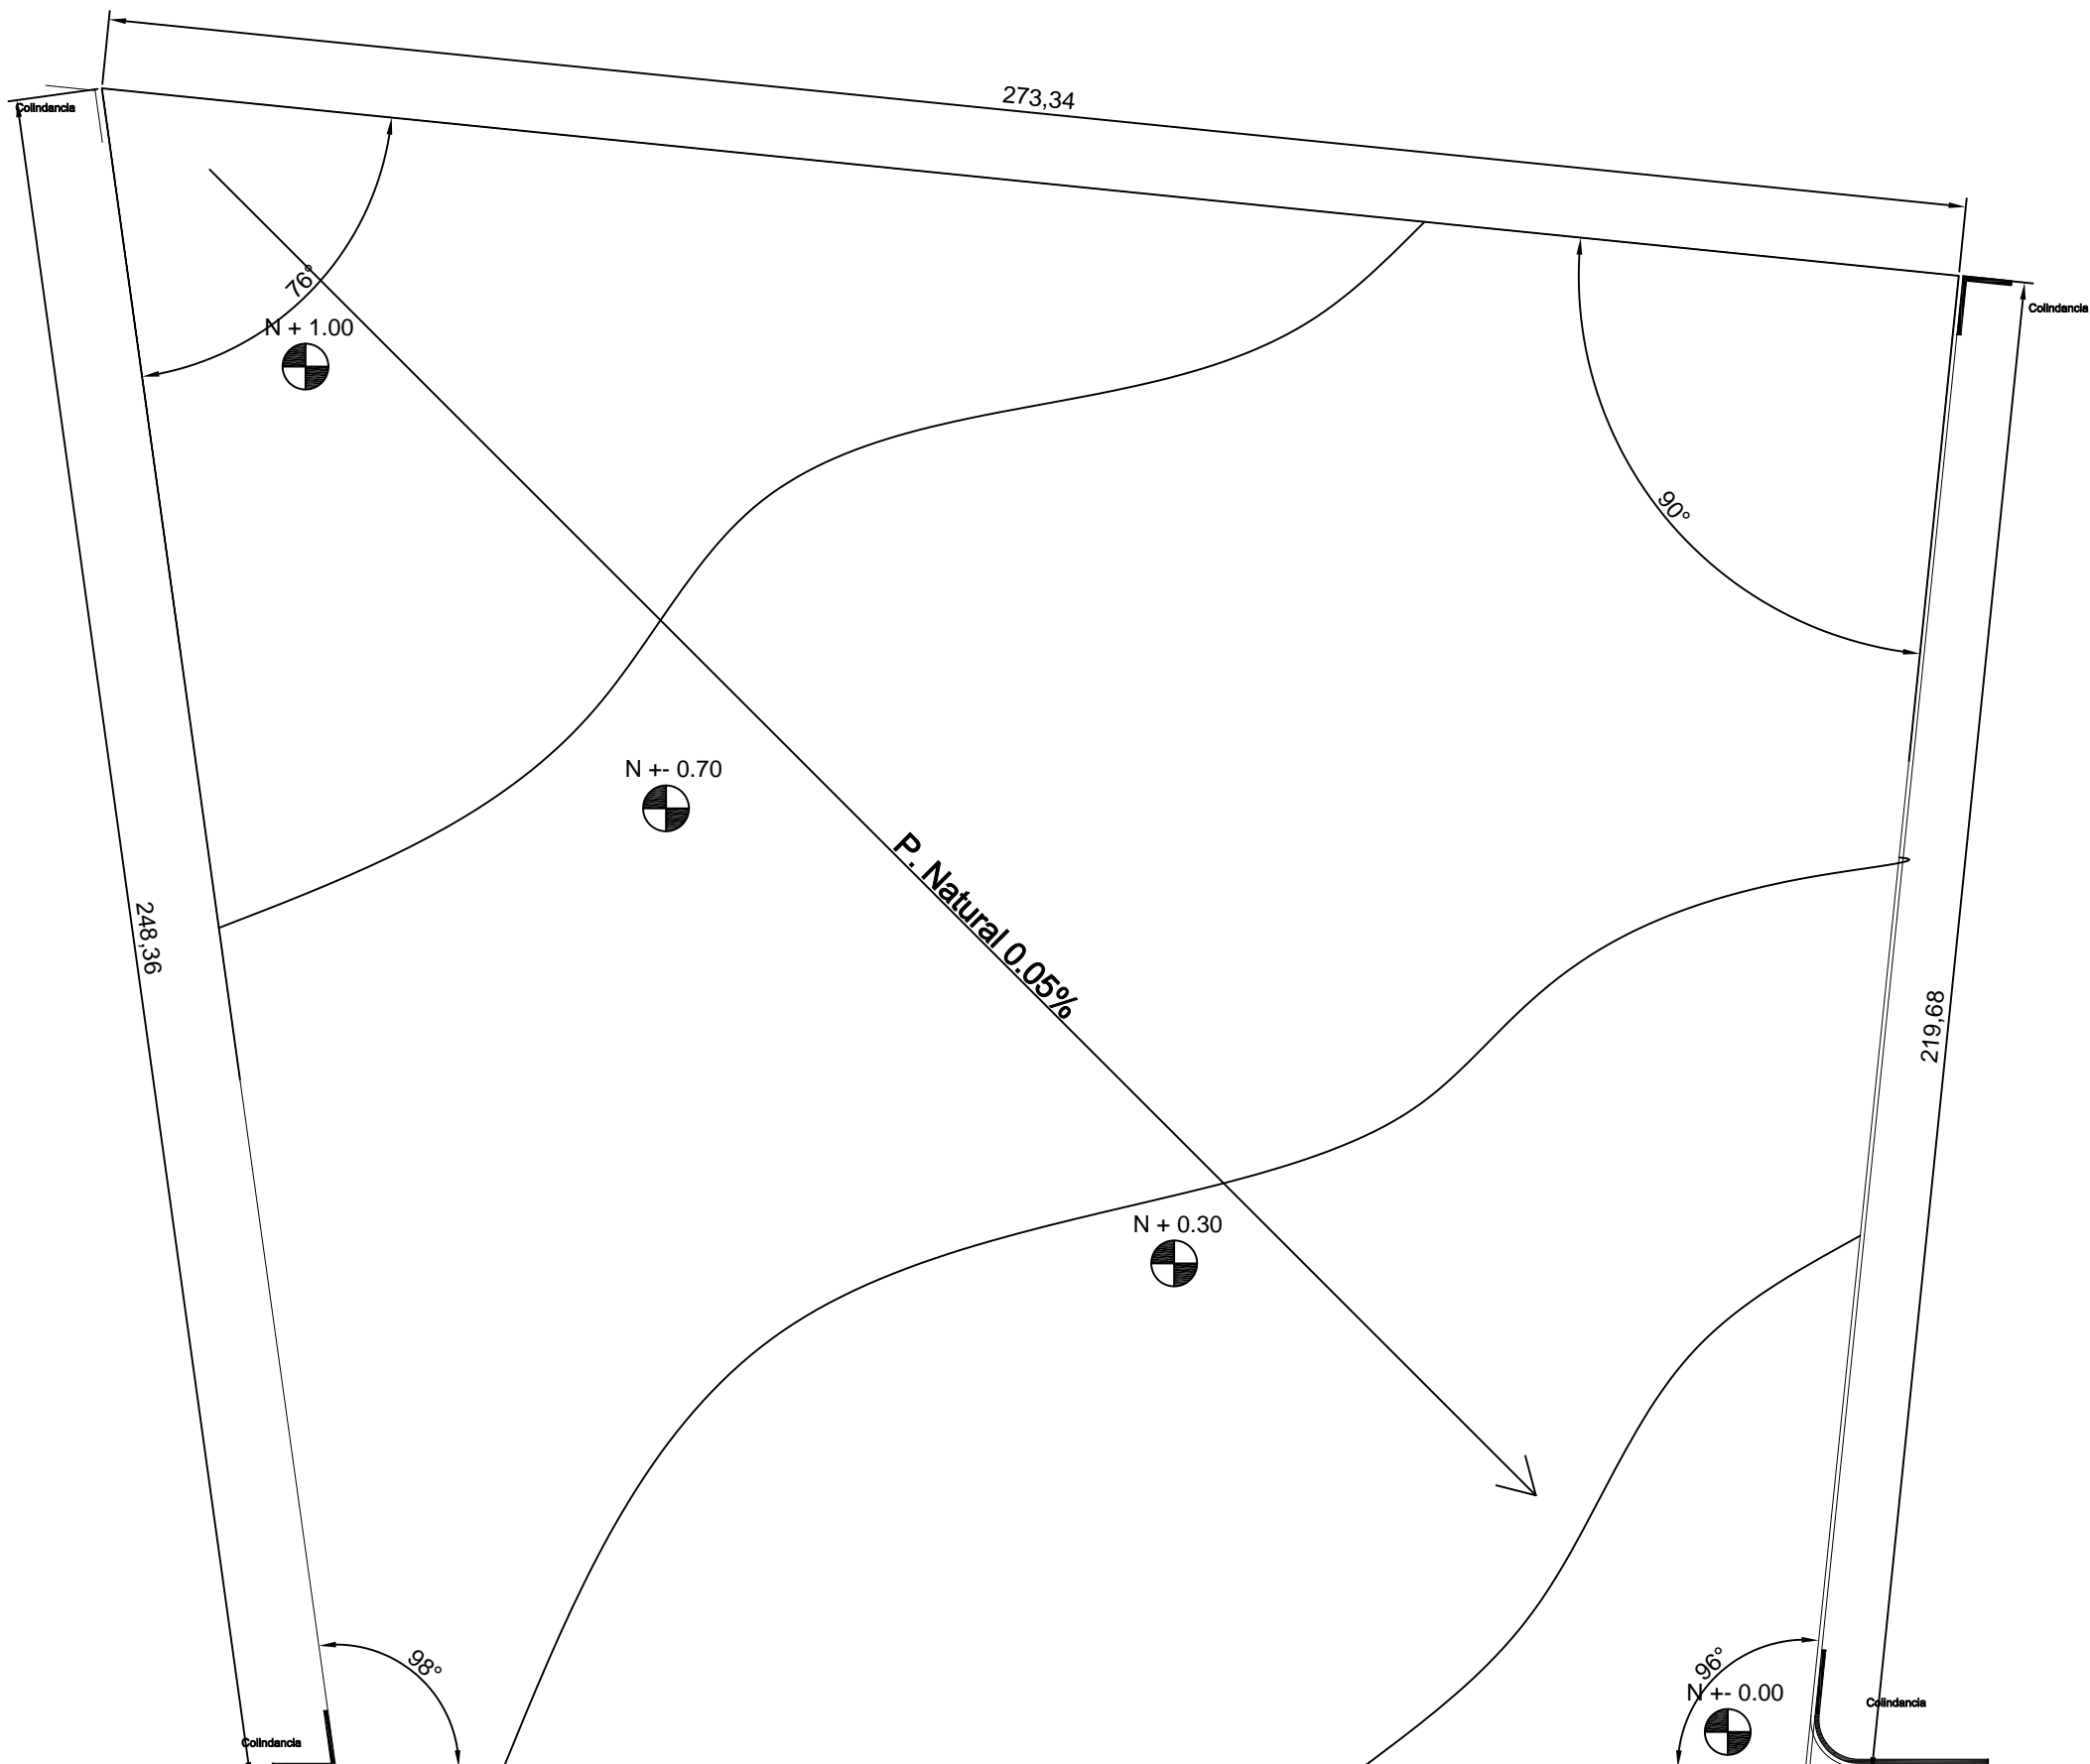 273,34
Colindancia
76°
Colindancia
N + 1.00
90°
N +- 0.70
P. Natural 0.05%
248,36
219,68
N + 0.30
98°
96°
N +- 0.00
Colindancia
Colindancia